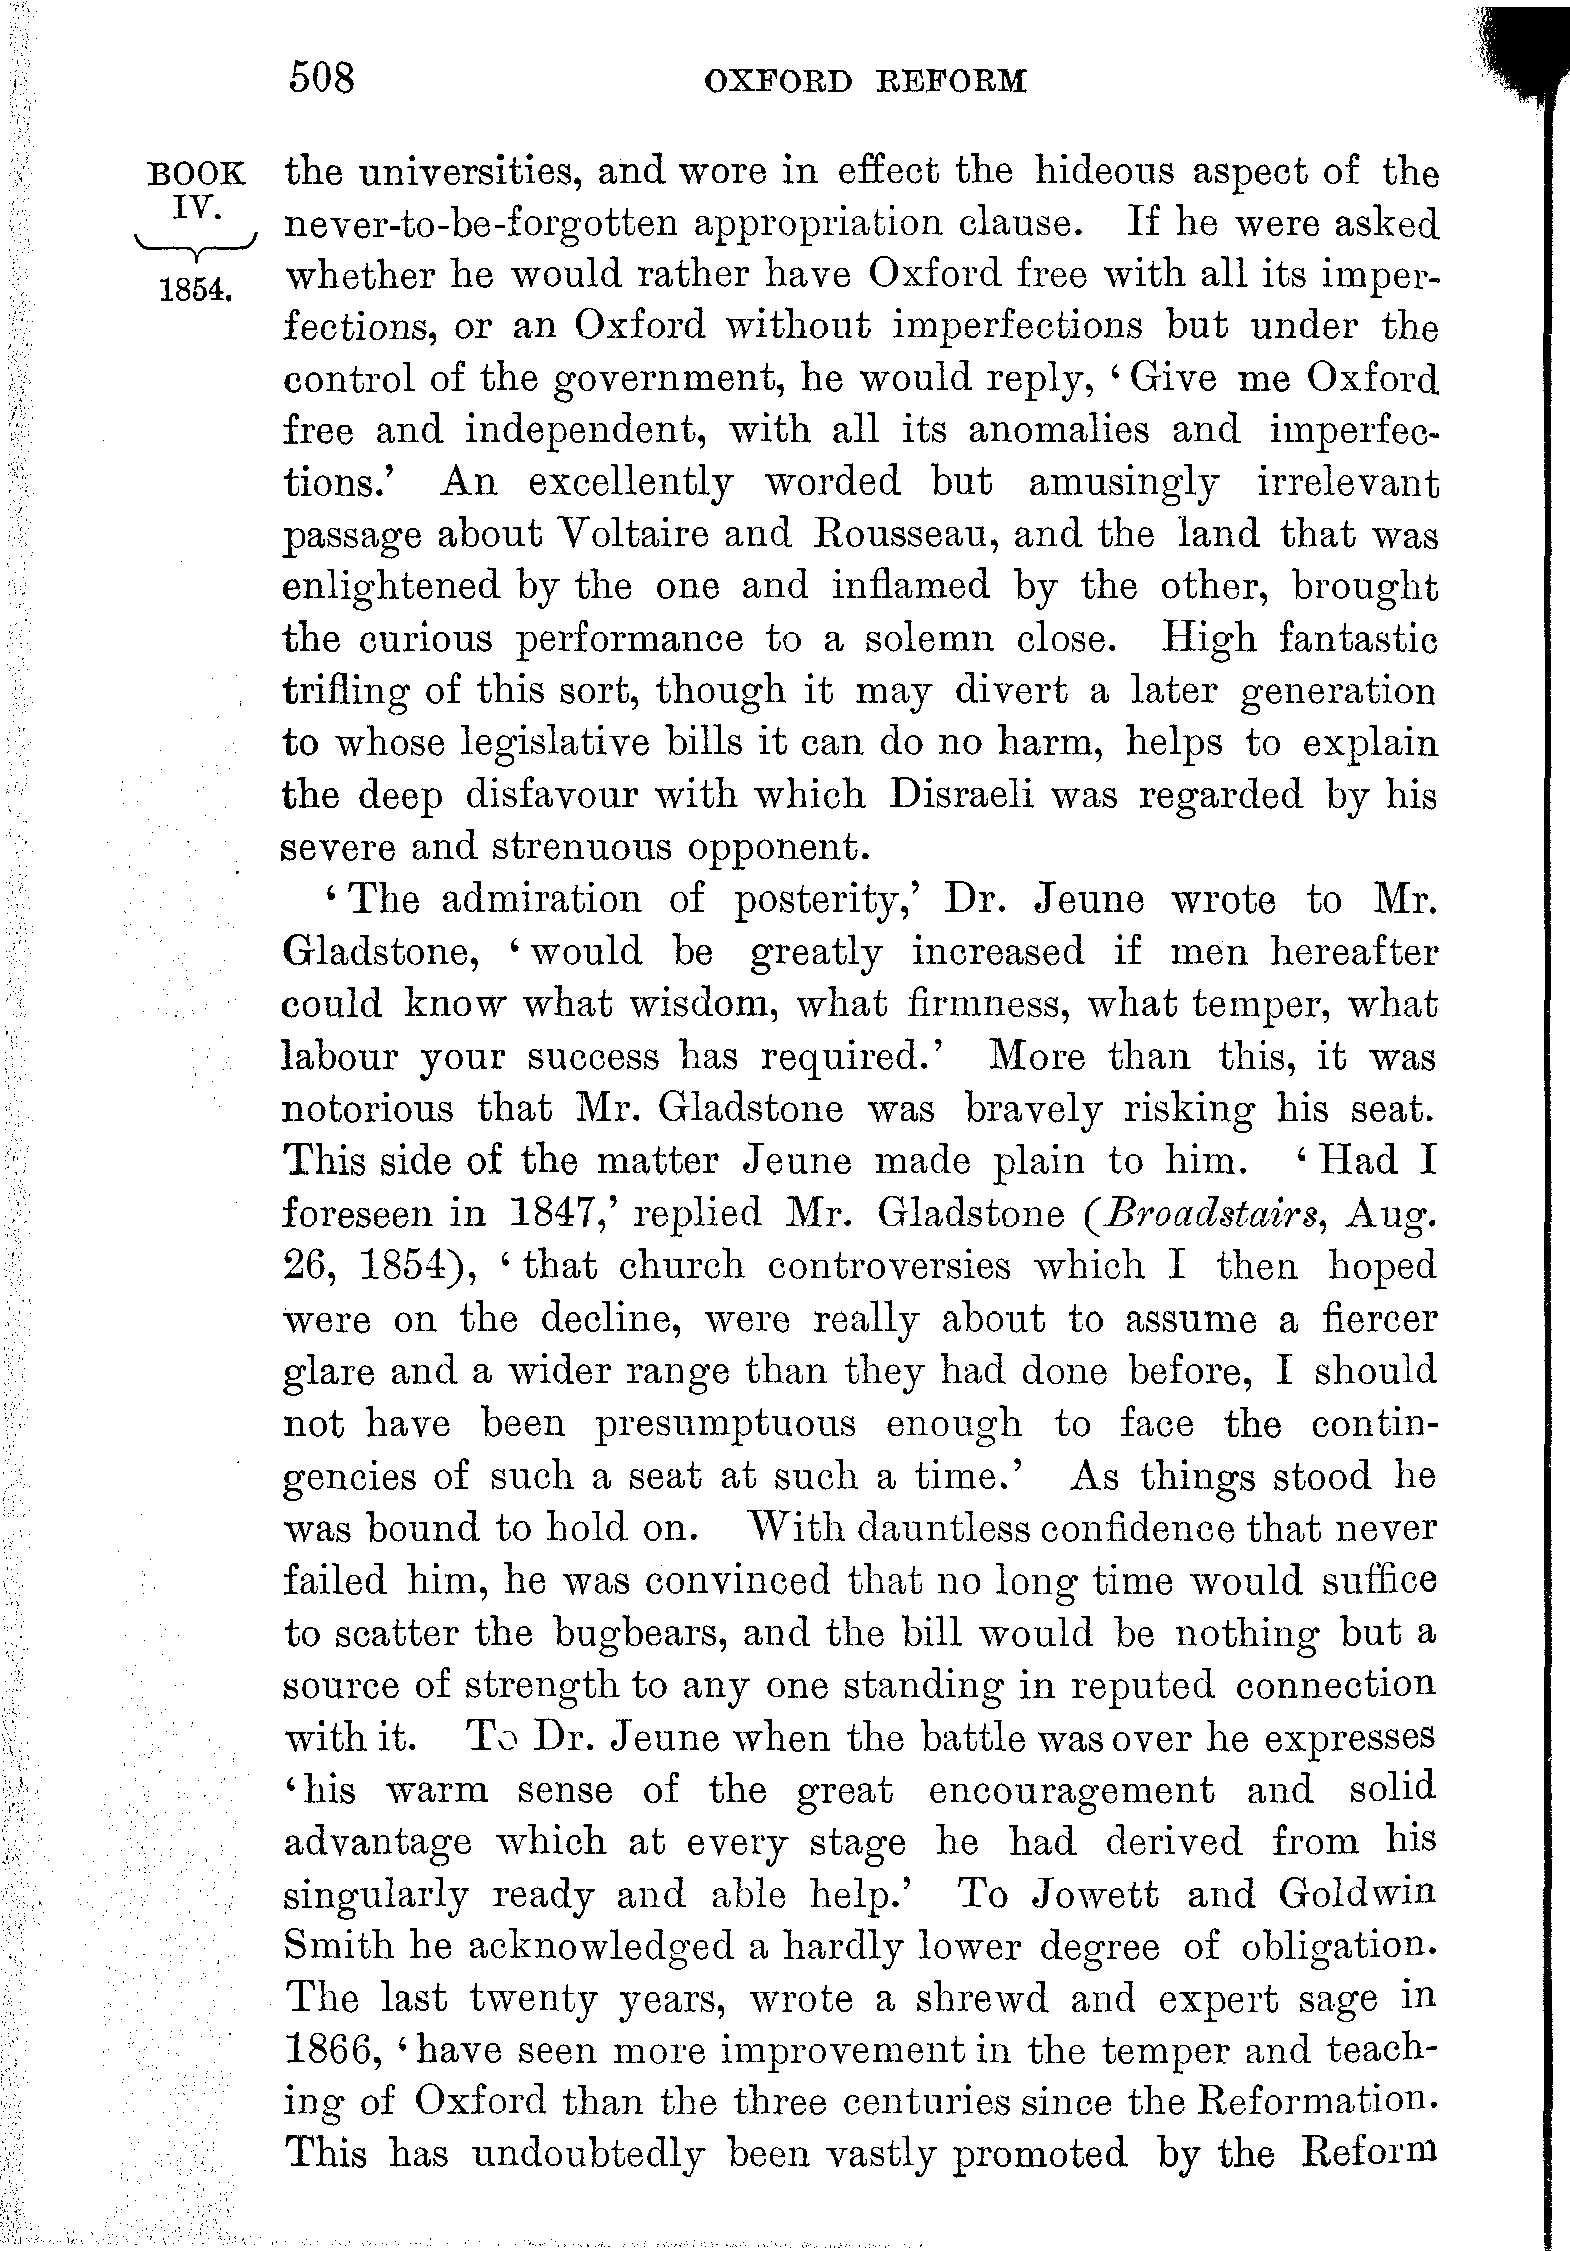 508 OXFORD REFORM
BOOK
IV.
1854.
the universities, and wore in effect the hideous aspect of the
never-to-be-forgotten appropriation clause. If he were asked
whether he would rather have Oxford free with all its imper-
fections, or an Oxford without imperfections but under the
control of the government, he would reply, ‘Give me Oxford
free and independent, with all its anomalies and imperfec-
tions.’ An excellently worded but amusingly irrelevant
passage about Voltaire and Rousseau, and the land that was
enlightened by the one and inflamed by the other, brought
the curious performance to a solemn close. High fantastic
trifling of this sort, though it may divert a later generation
to whose legislative bills it can do no harm, helps to explain
the deep disfavour with which Disraeli was regarded by his
severe and strenuous opponent.
‘The admiration of posterity,’ Dr. Jeune wrote to Mr.
Gladstone, ‘would be greatly increased if men hereafter
could know what wisdom, what firmness, what temper, what
labour your success has required.’ More than this, it was
notorious that Mr. Gladstone was bravely risking his seat.
This side of the matter Jeune made plain to him. ‘Had I
foreseen in 1847,’ replied Mr. Gladstone (Broadstairs, Aug.
26, 1854), ‘that church controversies which I then hoped
were on the decline, were really about to assume a fiercer
glare and a wider range than they had done before, I should
not have been presumptuous enough to face the contin-
gencies of such a seat at such a time.’ As things stood he
was bound to hold on. With dauntless confidence that never
failed him, he was convinced that no long time would suffice
to scatter the bugbears, and the bill would be nothing but a
source of strength to any one standing in reputed connection
with it. To Dr. Jeune when the battle was over he expresses
‘his warm sense of the great encouragement and solid
advantage which at every stage he had derived from his
singularly ready and able help.’ To Jowett and Goldwin
Smith he acknowledged a hardly lower degree of obligation.
The last twenty years, wrote a shrewd and expert sage in
1866, ‘have seen more improvement in the temper and teach-
ing of Oxford than the three centuries since the Reformation.
This has undoubtedly been vastly promoted by the Reform